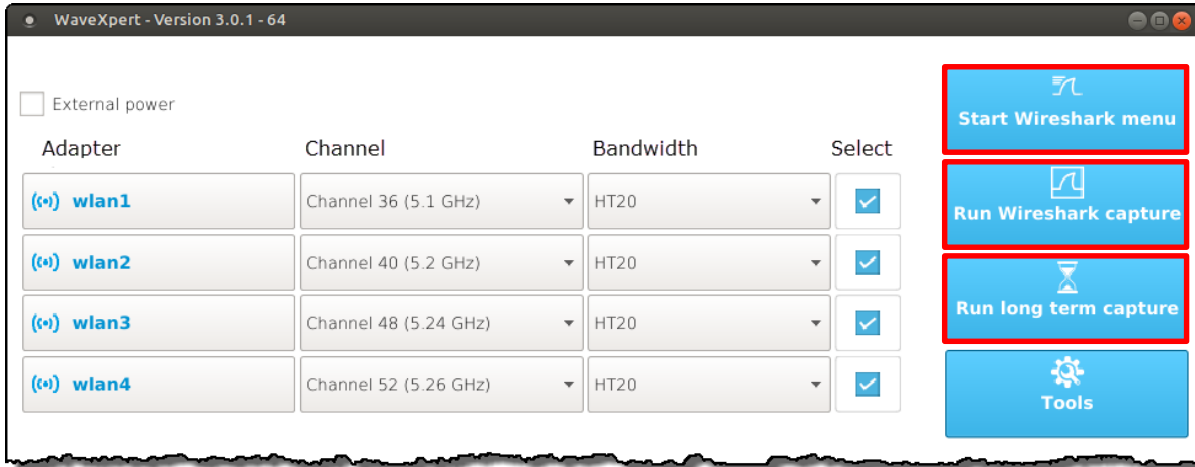 WaveXpert - Version 3.0.1 - 64
External power
Adapter Channel Bandwidth Select
wlan1 Channel 36 (5.1 GHz) HT20
wlan2 Channel 40 (5.2 GHz) HT20
wlan3 Channel 48 (5.24 GHz) HT20
wlan4 Channel 52 (5.26 GHz) HT20
Start Wireshark menu
Run Wireshark capture
Run long term capture
Tools